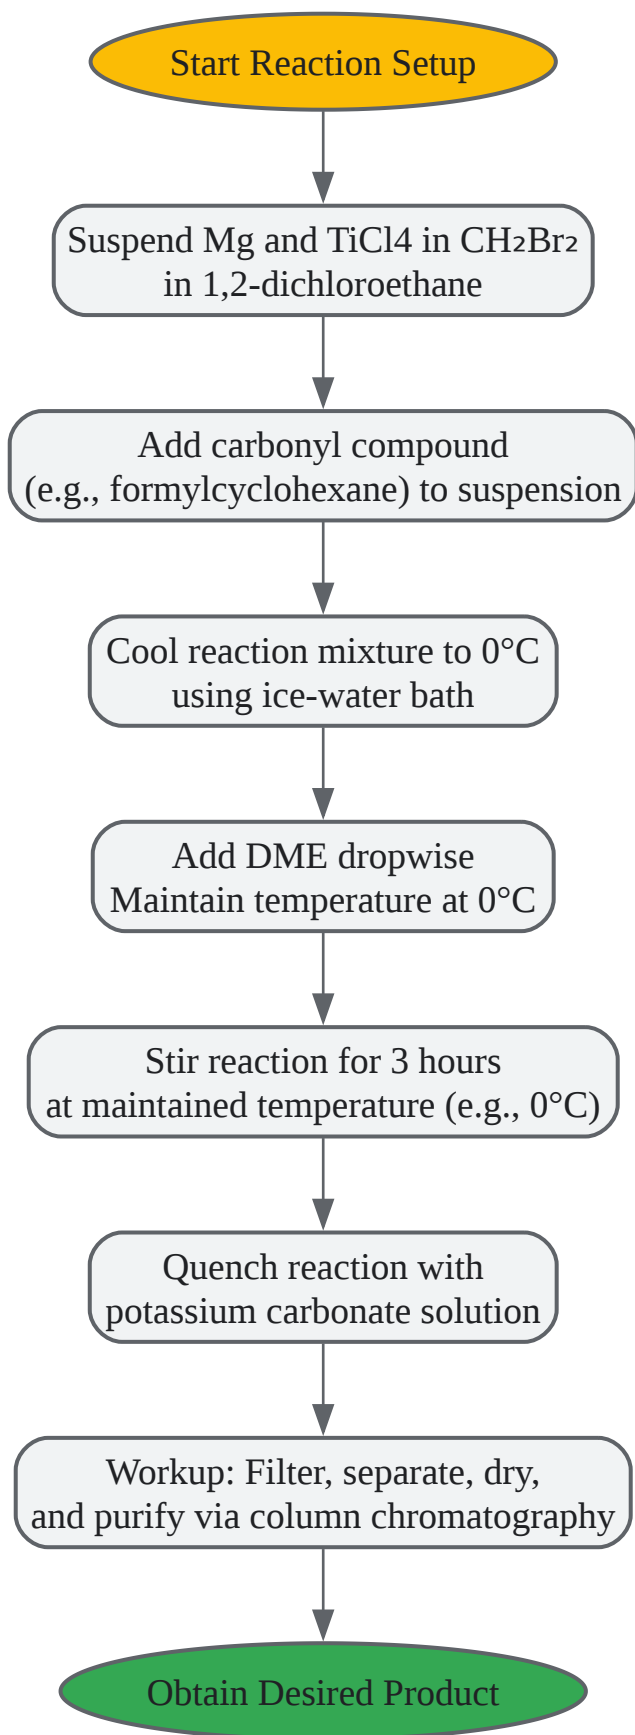 Start Reaction Setup
Suspend Mg and TiCl4 in CH₂Br₂
in 1,2-dichloroethane
Add carbonyl compound
(e.g., formylcyclohexane) to suspension
Cool reaction mixture to 0°C
using ice-water bath
Add DME dropwise
Maintain temperature at 0°C
Stir reaction for 3 hours
at maintained temperature (e.g., 0°C)
Quench reaction with
potassium carbonate solution
Workup: Filter, separate, dry,
and purify via column chromatography
Obtain Desired Product